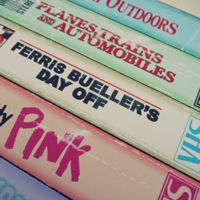 OUTDOORS
PLANES, TRAINS
AND AUTOMOBILES
FERRIS BUELLER'S
DAY OFF
VHS
PINK